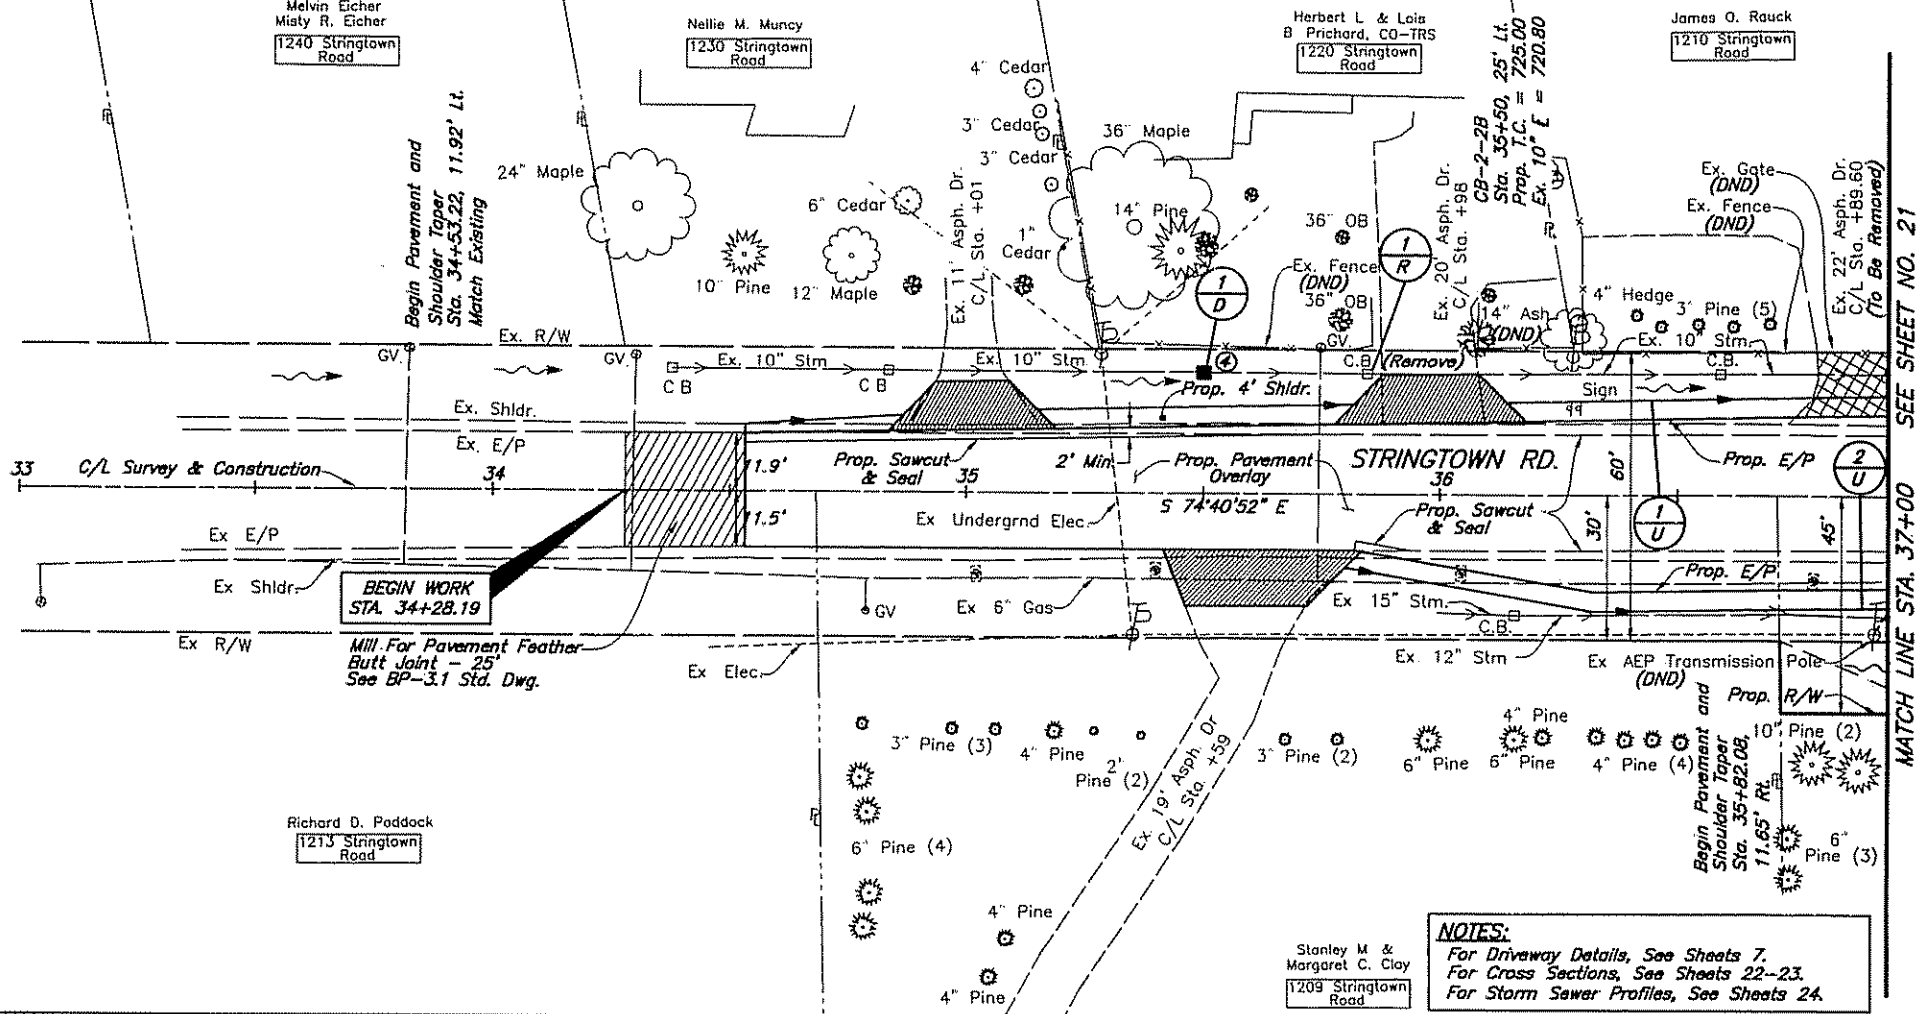 Melvin Eicher
Misty R. Eicher
1240 Stringtown
Road
Nellie M. Muncy
1230 Stringtown
Road
Herbert L & Lois
B Prichard, CO-TRS
1220 Stringtown
Road
James O. Rauck
1210 Stringtown
Road
CB-2-2B
Sta. 35+50, 25' Lt.
Prop. T.C. = 725.00
Ex. 10" E = 720.80
4" Cedar
3" Cedar
3" Cedar
36" Maple
24" Maple
6" Cedar
1"
Cedar
14" Pine
10" Pine
12" Maple
Begin Pavement and
Shoulder Taper
Sta. 34+53.22, 11.92' Lt.
Match Existing
Ex. 11' Asph. Dr.
C/L Sta. +01
36" OB
Ex. Fence
(DND)
36" OB
1
D
1
R
Ex. 20' Asph. Dr.
C/L Sta. +98
14" Ash
(DND)
4" Hedge
3" Pine (5)
Ex. Gate
(DND)
Ex. Fence
(DND)
Ex. 22' Asph. Dr.
C/L Sta. +89.60
(To Be Removed)
Ex. R/W
GV.
GV.
GV.
C B
Ex. 10" Stm
C B
Ex. 10" Stm
4
C.B.
(Remove)
Ex. 10" Stm.
C.B.
Prop. 4' Shldr.
Sign
Ex. Shldr.
Ex. E/P
33
C/L Survey & Construction
34
11.9'
11.5'
Prop. Sawcut
& Seal
35
2' Min.
Prop. Pavement
Overlay
S 74°40'52" E
STRINGTOWN RD.
36
Prop. Sawcut
& Seal
30'
60'
1
U
Prop. E/P
2
U
45'
Ex E/P
Ex Shldr.
Ex Undergrnd Elec.
BEGIN WORK
STA. 34+28.19
GV
Ex 6" Gas
Ex 15" Stm.
C.B.
Prop. E/P
Ex R/W
Mill For Pavement Feather
Butt Joint - 25'
See BP-3.1 Std. Dwg.
Ex Elec.
Ex. 12" Stm
Ex AEP Transmission Pole
(DND)
Prop. R/W
3" Pine (3)
4" Pine
2"
Pine (2)
Ex. 19' Asph. Dr
C/L Sta. +59
3" Pine (2)
6" Pine
4" Pine
6" Pine
4" Pine (4)
10" Pine (2)
Begin Pavement and
Shoulder Taper
Sta. 35+82.08,
11.65' Rt.
6"
Pine (3)
6" Pine (4)
4" Pine
4" Pine
Richard D. Paddock
1213 Stringtown
Road
Stanley M &
Margaret C. Clay
1209 Stringtown
Road
NOTES:
For Driveway Details, See Sheets 7.
For Cross Sections, See Sheets 22-23.
For Storm Sewer Profiles, See Sheets 24.
MATCH LINE STA. 37+00 SEE SHEET NO. 21